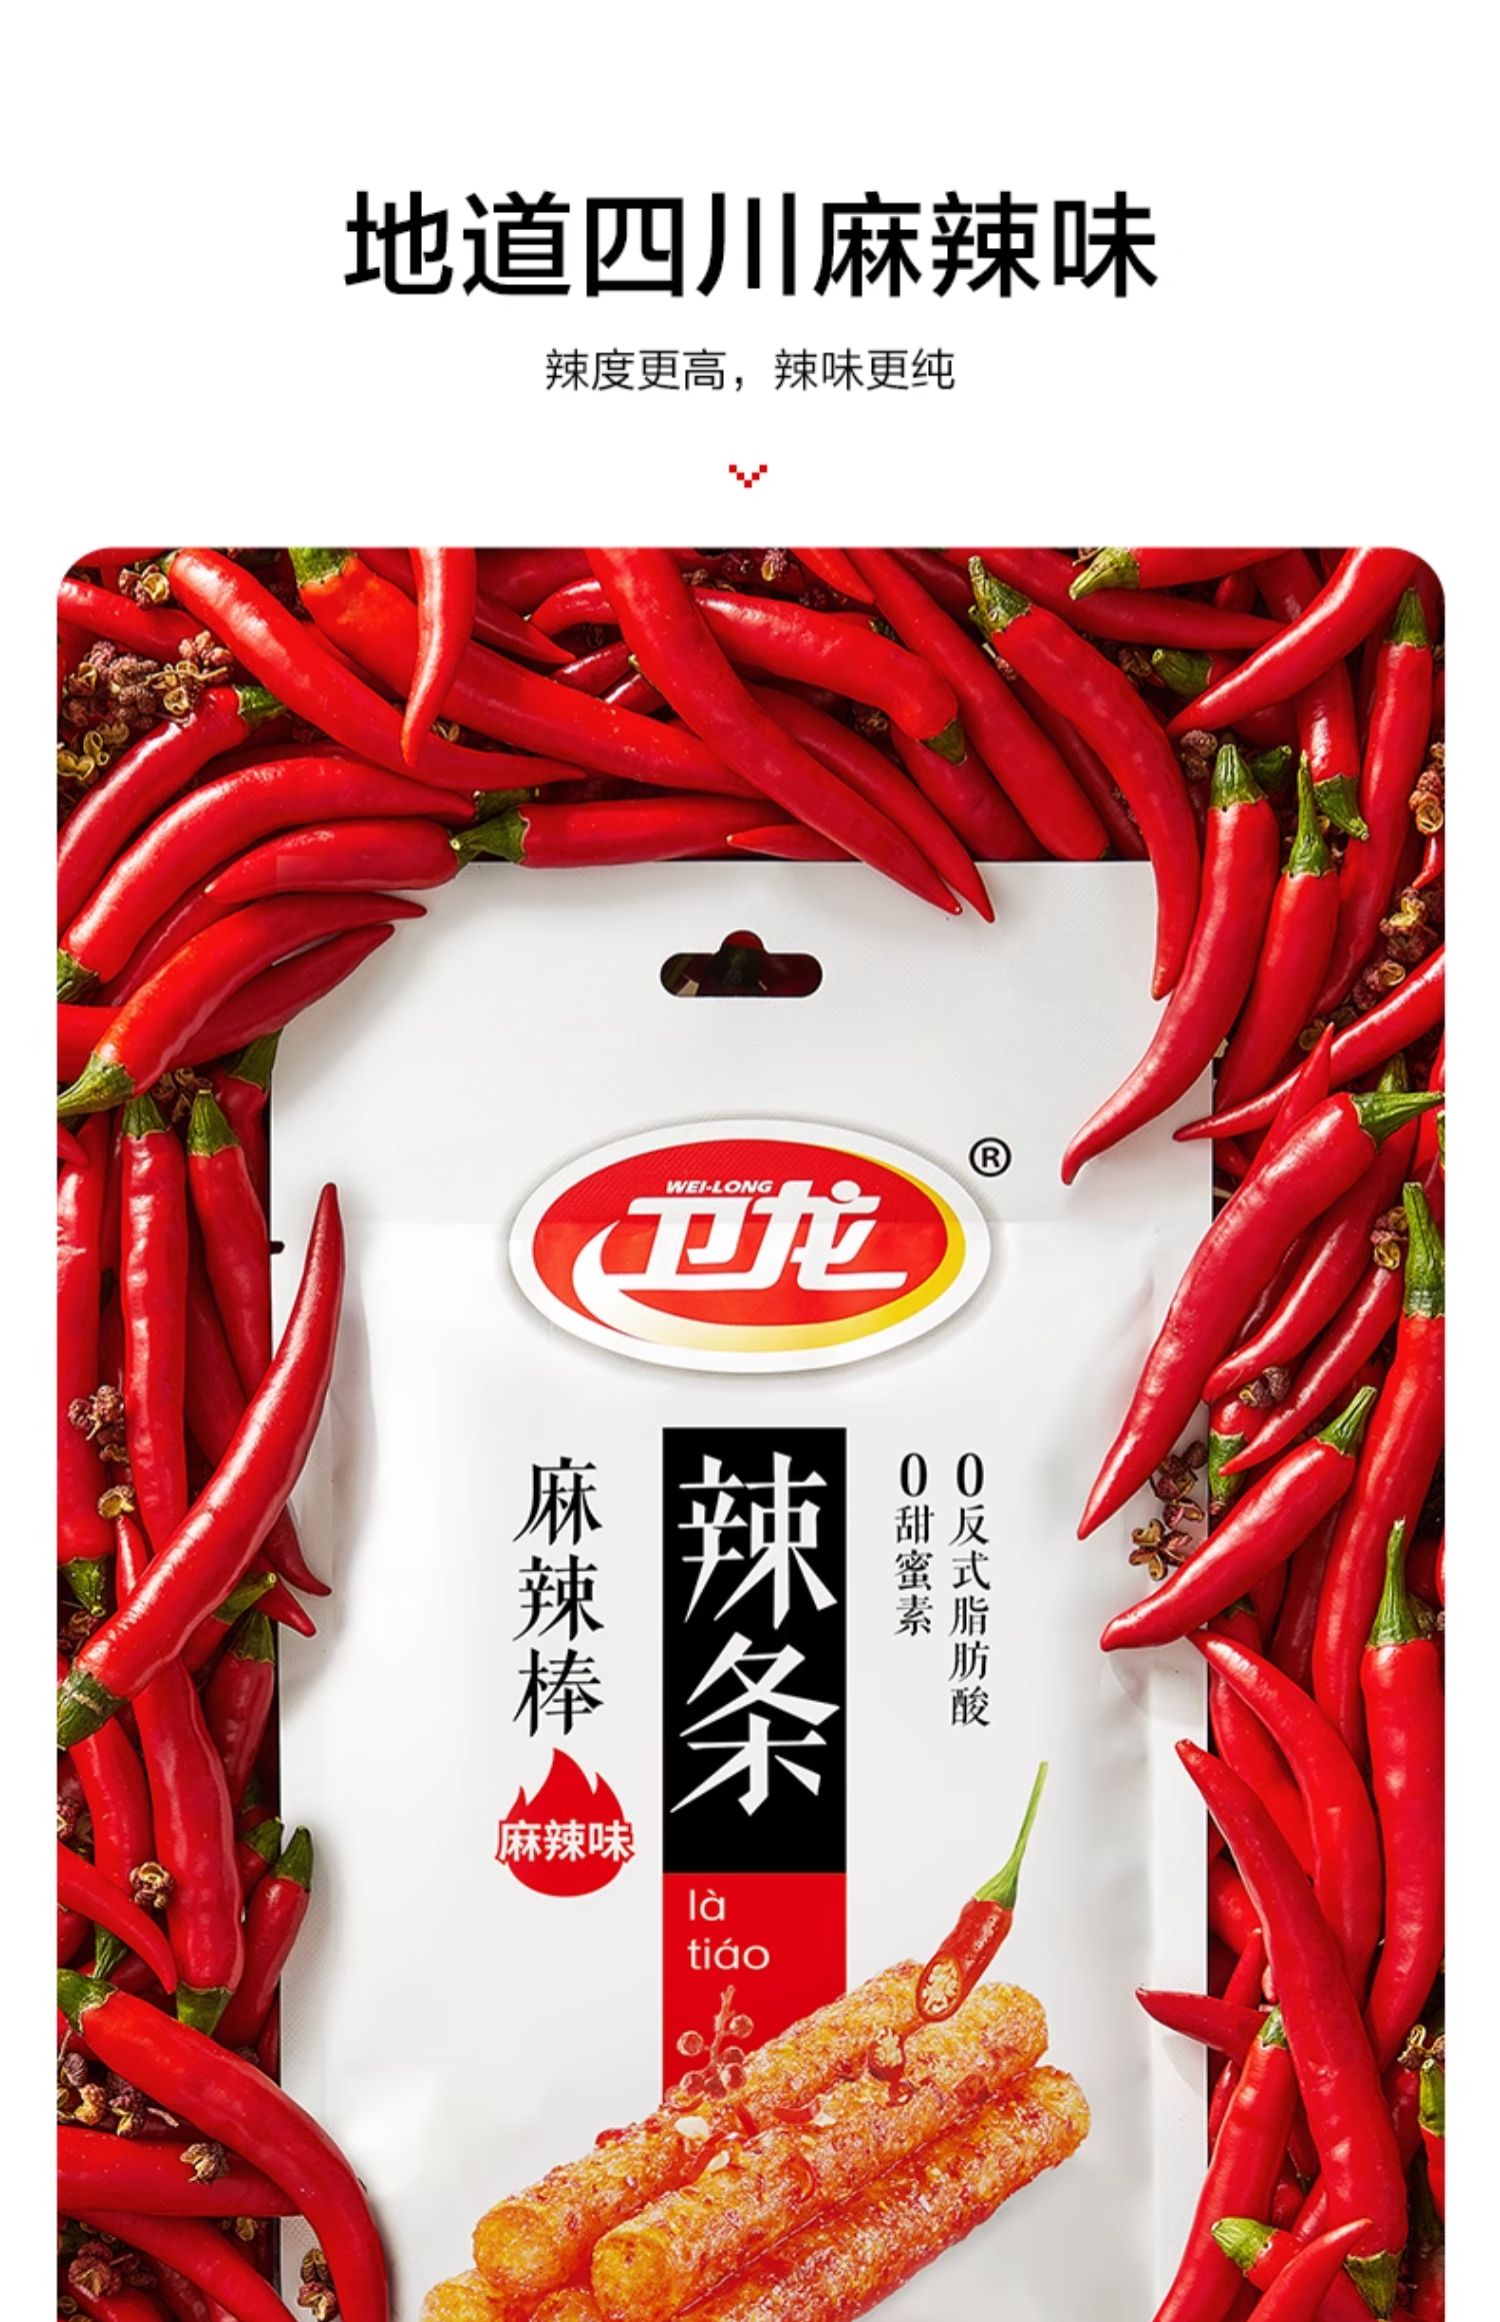 地道四川麻辣味
辣度更高，辣味更纯
WEI-LONG
卫龙
®
麻辣棒
麻辣味
辣条
là
tiáo
0反式脂肪酸
0甜蜜素